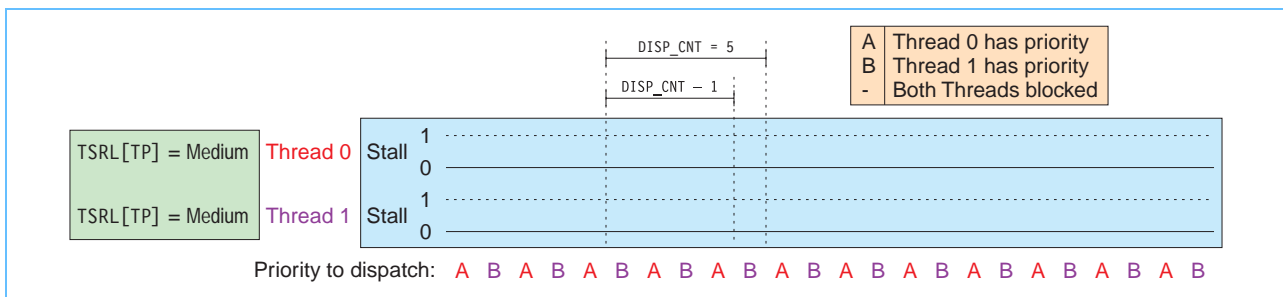 DISP_CNT = 5
DISP_CNT – 1
A Thread 0 has priority
B Thread 1 has priority
- Both Threads blocked
TSRL[TP] = Medium Thread 0 Stall 1
0
TSRL[TP] = Medium Thread 1 Stall 1
0
Priority to dispatch: A B A B A B A B A B A B A B A B A B A B A B A B